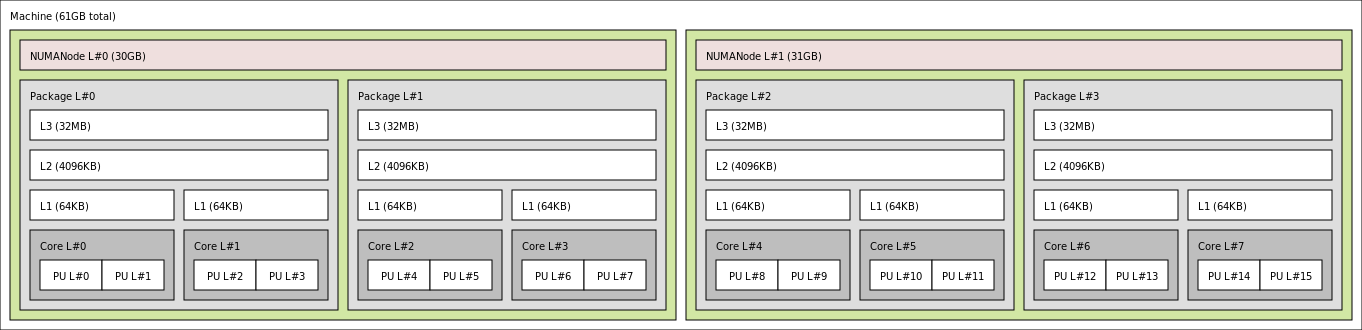 Machine (61GB total)
NUMANode L#0 (30GB)
NUMANode L#1 (31GB)
Package L#0
Package L#1
Package L#2
Package L#3
L3 (32MB)
L3 (32MB)
L3 (32MB)
L3 (32MB)
L2 (4096KB)
L2 (4096KB)
L2 (4096KB)
L2 (4096KB)
L1 (64KB)
L1 (64KB)
L1 (64KB)
L1 (64KB)
L1 (64KB)
L1 (64KB)
L1 (64KB)
L1 (64KB)
Core L#0
Core L#1
Core L#2
Core L#3
Core L#4
Core L#5
Core L#6
Core L#7
PU L#0
PU L#1
PU L#2
PU L#3
PU L#4
PU L#5
PU L#6
PU L#7
PU L#8
PU L#9
PU L#10
PU L#11
PU L#12
PU L#13
PU L#14
PU L#15